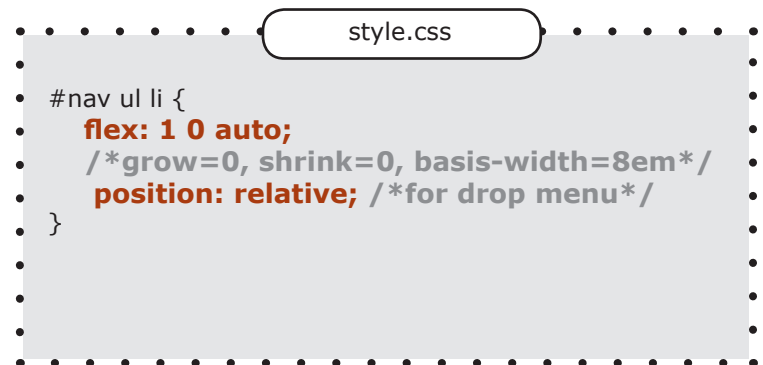 style.css
#nav ul li {
flex: 1 0 auto;
/*grow=0, shrink=0, basis-width=8em*/
position: relative; /*for drop menu*/
}